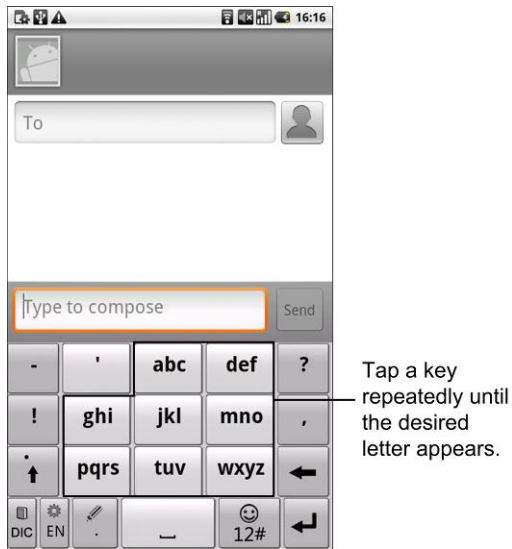 16:16
To
Type to compose
Send
- ' abc def ?
! ghi jkl mno ,
pqrs tuv wxyz
DIC EN . 12#
Tap a key
repeatedly until
the desired
letter appears.